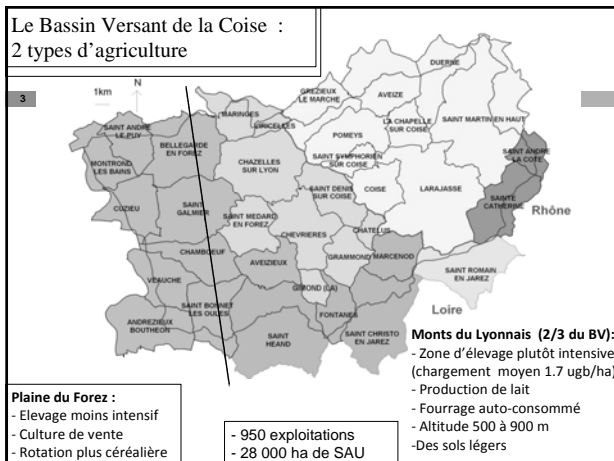 Le Bassin Versant de la Coise :
2 types d'agriculture
3
1km
N
DUERNE
GREZIEUX
LE MARCHE
AVEIZE
MARINGES
VIRICELLES
LA CHAPELLE
SUR COISE
SAINT MARTIN EN HAUT
SAINT ANDRE
LE PUY
BELLEGARDE
EN FOREZ
POMEYS
SAINT ANDRE
LA COTE
MONTROND
LES BAINS
CHAZELLES
SUR LYON
SAINT SYMPHORIEN
SUR COISE
COISE
LARAJASSE
SAINT DENIS
SUR COISE
SAINTE
CATHERINE
Rhône
CUZIEU
SAINT
GALMIER
SAINT MEDARD
EN FOREZ
CHEVRIERES
CHATELUS
CHAMBOEUF
AVEIZIEUX
GRAMMOND
MARCENOD
SAINT ROMAIN
EN JAREZ
VEAUCHE
SAINT BONNET
LES OULES
GIMOND (LA)
FONTANES
Loire
ANDREZIEUX
BOUTHEON
SAINT
HEAND
SAINT CHRISTO
EN JAREZ
Monts du Lyonnais (2/3 du BV):
- Zone d'élevage plutôt intensive
(chargement moyen 1.7 ugb/ha)
- Production de lait
- Fourrage auto-consommé
- Altitude 500 à 900 m
-Des sols légers
Plaine du Forez :
- Elevage moins intensif
- Culture de vente
- Rotation plus céréalière
- 950 exploitations
- 28 000 ha de SAU